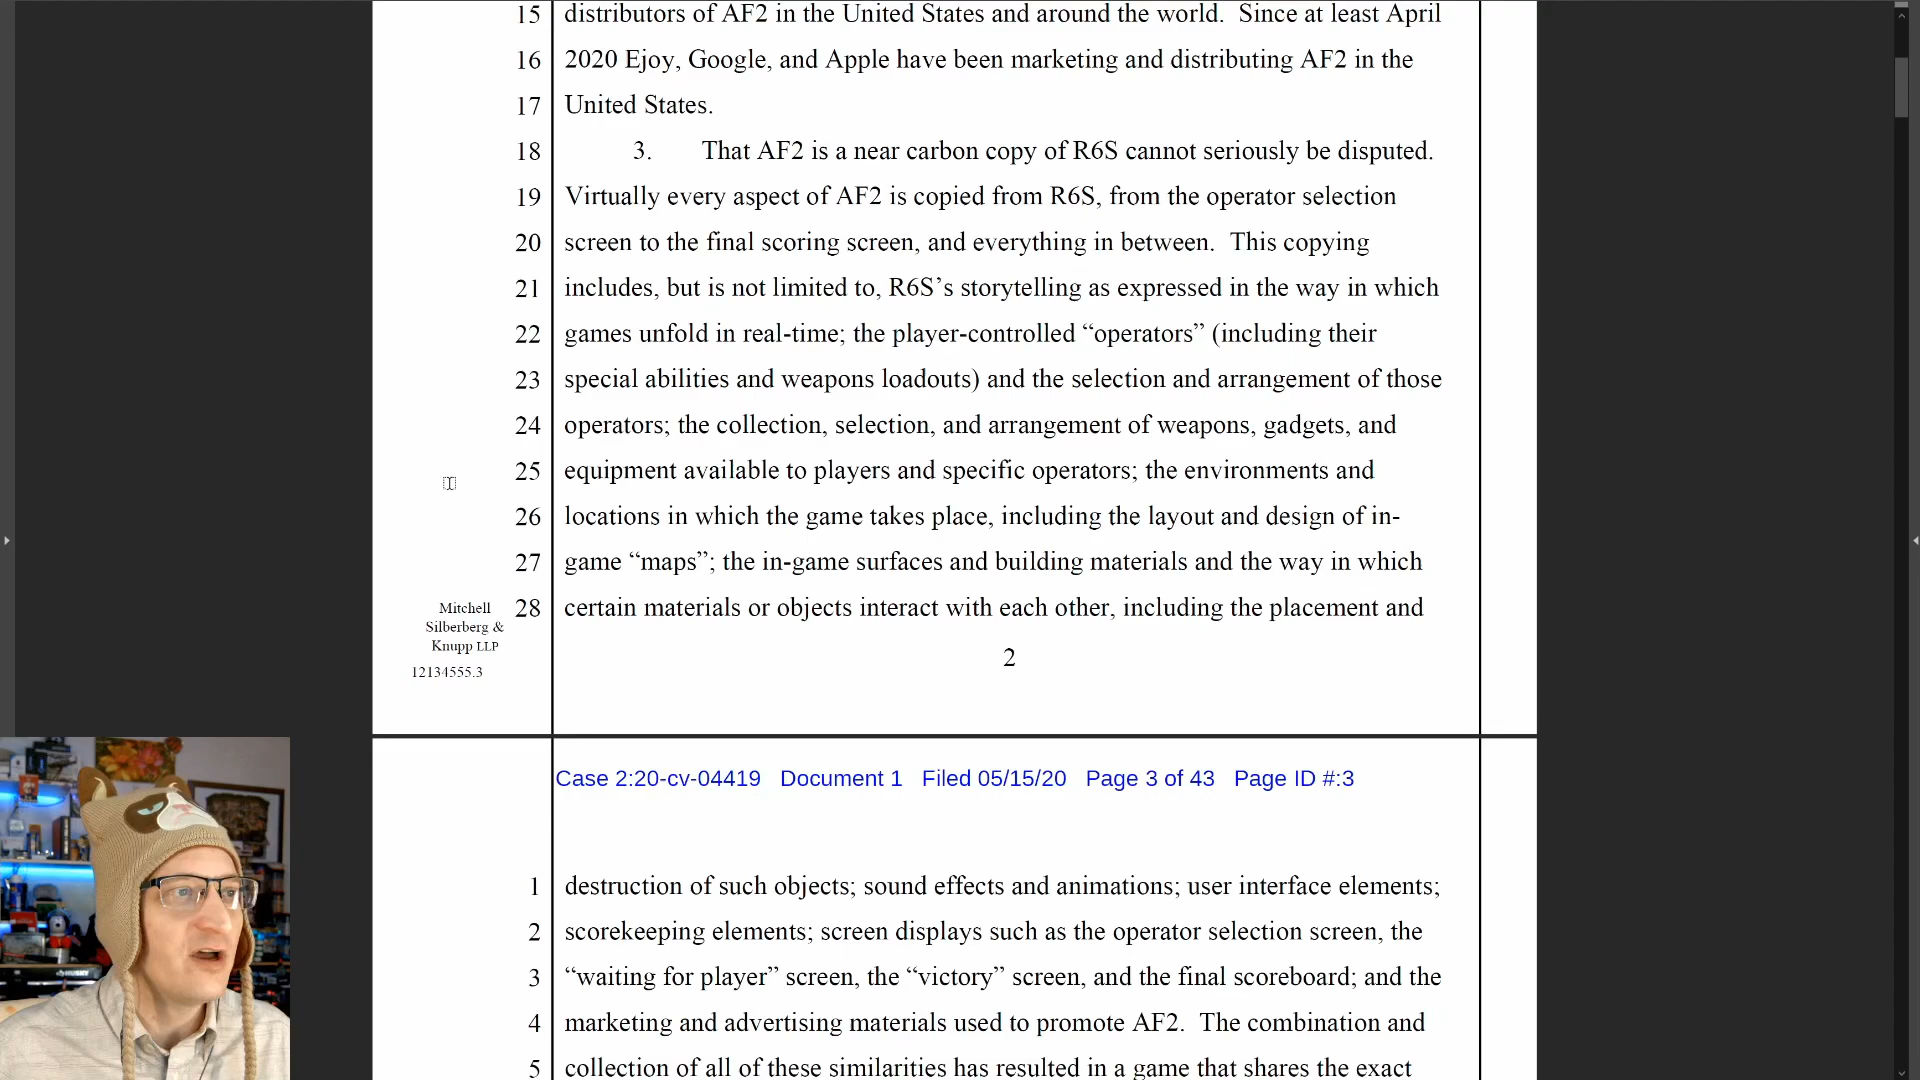 15 distributors of AF2 in the United States and around the world. Since at least April
16 2020 Ejoy, Google, and Apple have been marketing and distributing AF2 in the
17 United States.
18 3. That AF2 is a near carbon copy of R6S cannot seriously be disputed.
19 Virtually every aspect of AF2 is copied from R6S, from the operator selection
20 screen to the final scoring screen, and everything in between. This copying
21 includes, but is not limited to, R6S’s storytelling as expressed in the way in which
22 games unfold in real-time; the player-controlled “operators” (including their
23 special abilities and weapons loadouts) and the selection and arrangement of those
24 operators; the collection, selection, and arrangement of weapons, gadgets, and
25 equipment available to players and specific operators; the environments and
26 locations in which the game takes place, including the layout and design of in-
27 game “maps”; the in-game surfaces and building materials and the way in which
28 certain materials or objects interact with each other, including the placement and
Mitchell
Silberberg &
Knupp LLP
12134555.3
2
Case 2:20-cv-04419 Document 1 Filed 05/15/20 Page 3 of 43 Page ID #:3
1 destruction of such objects; sound effects and animations; user interface elements;
2 scorekeeping elements; screen displays such as the operator selection screen, the
3 “waiting for player” screen, the “victory” screen, and the final scoreboard; and the
4 marketing and advertising materials used to promote AF2. The combination and
5 collection of all of these similarities has resulted in a game that shares the exact
HUSKY